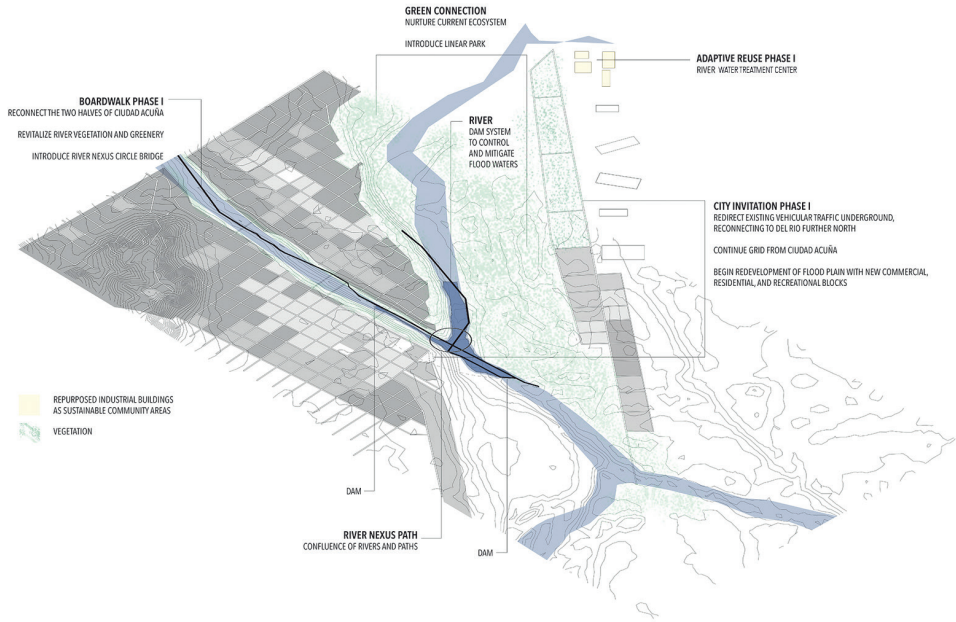 GREEN CONNECTION
NURTURE CURRENT ECOSYSTEM
INTRODUCE LINEAR PARK
ADAPTIVE REUSE PHASE I
RIVER WATER TREATMENT CENTER
BOARDWALK PHASE I
RECONNECT THE TWO HALVES OF CIUDAD ACUÑA
REVITALIZE RIVER VEGETATION AND GREENERY
INTRODUCE RIVER NEXUS CIRCLE BRIDGE
RIVER
DAM SYSTEM
TO CONTROL
AND MITIGATE
FLOOD WATERS
CITY INVITATION PHASE I
REDIRECT EXISTING VEHICULAR TRAFFIC UNDERGROUND,
RECONNECTING TO DEL RIO FURTHER NORTH
CONTINUE GRID FROM CIUDAD ACUÑA
BEGIN REDEVELOPMENT OF FLOOD PLAIN WITH NEW COMMERCIAL,
RESIDENTIAL, AND RECREATIONAL BLOCKS
REPURPOSED INDUSTRIAL BUILDINGS
AS SUSTAINABLE COMMUNITY AREAS
VEGETATION
DAM
RIVER NEXUS PATH
CONFLUENCE OF RIVERS AND PATHS
DAM